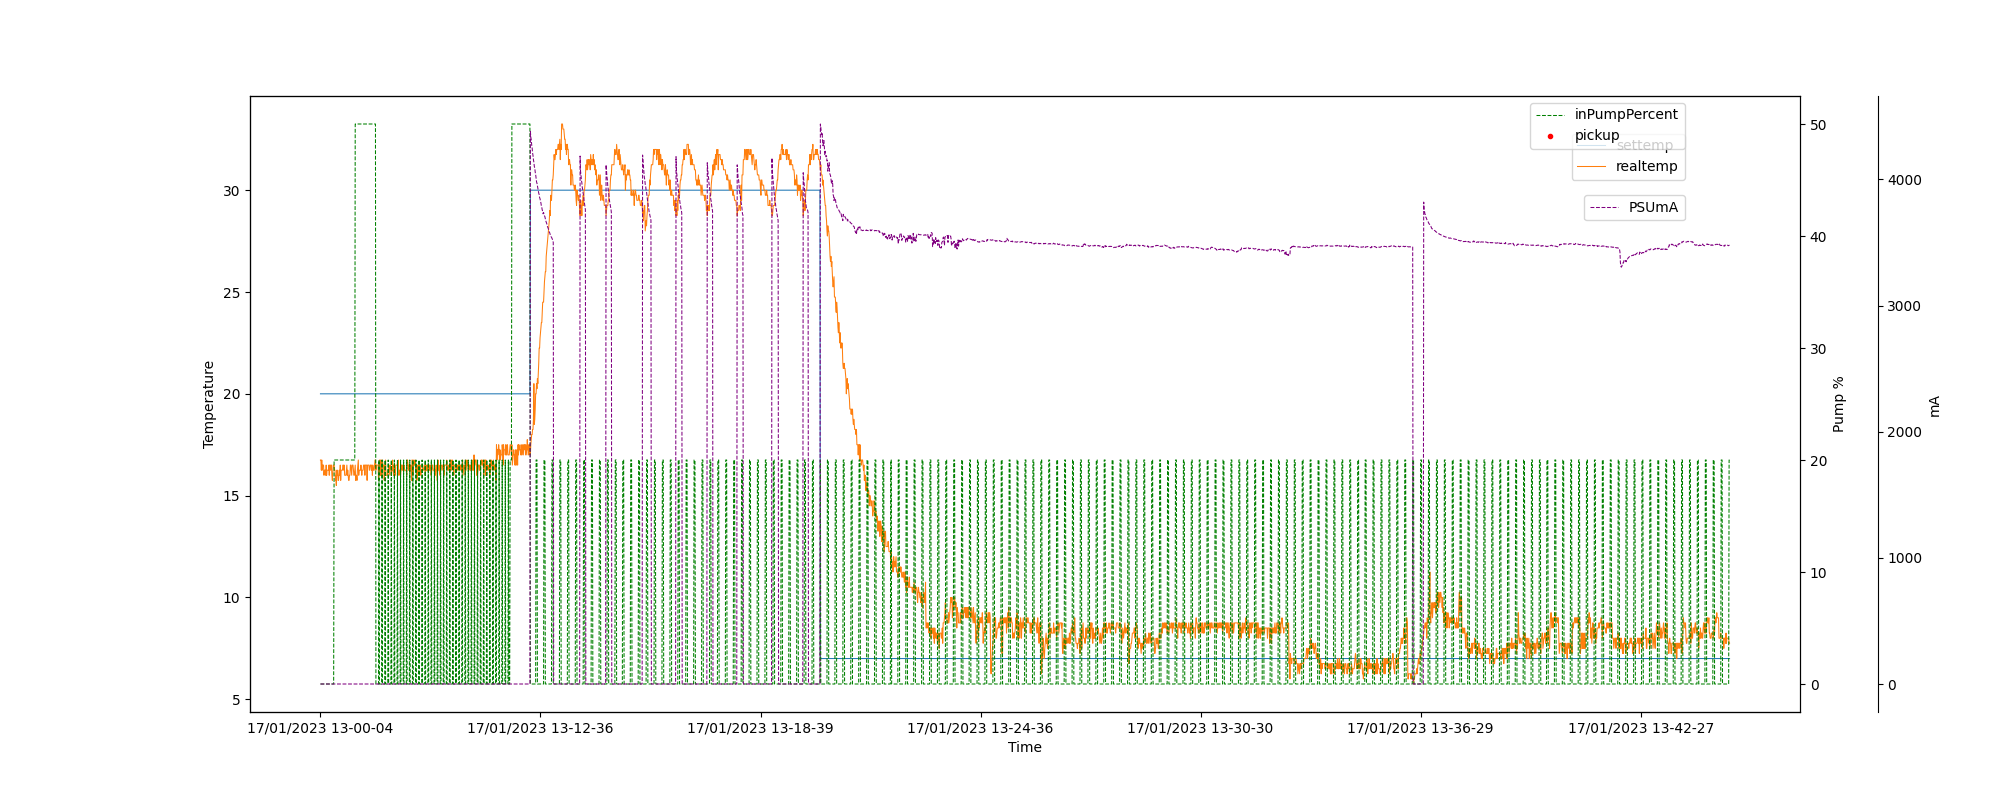 inPumpPercent
pickup
settemp
realtemp
PSUmA
Temperature
30
25
20
15
10
5
50
40
30
20
10
0
Pump %
4000
3000
2000
1000
0
mA
17/01/2023 13-00-04
17/01/2023 13-12-36
17/01/2023 13-18-39
17/01/2023 13-24-36
17/01/2023 13-30-30
17/01/2023 13-36-29
17/01/2023 13-42-27
Time